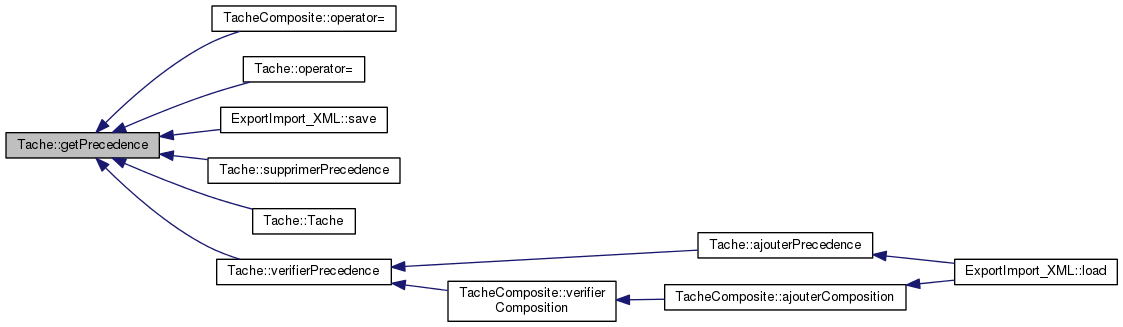 TacheComposite::operator=
Tache::operator=
ExportImport_XML::save
Tache::getPrecedence
Tache::supprimerPrecedence
Tache::Tache
Tache::verifierPrecedence
Tache::ajouterPrecedence
ExportImport_XML::load
TacheComposite::verifier
Composition
TacheComposite::ajouterComposition